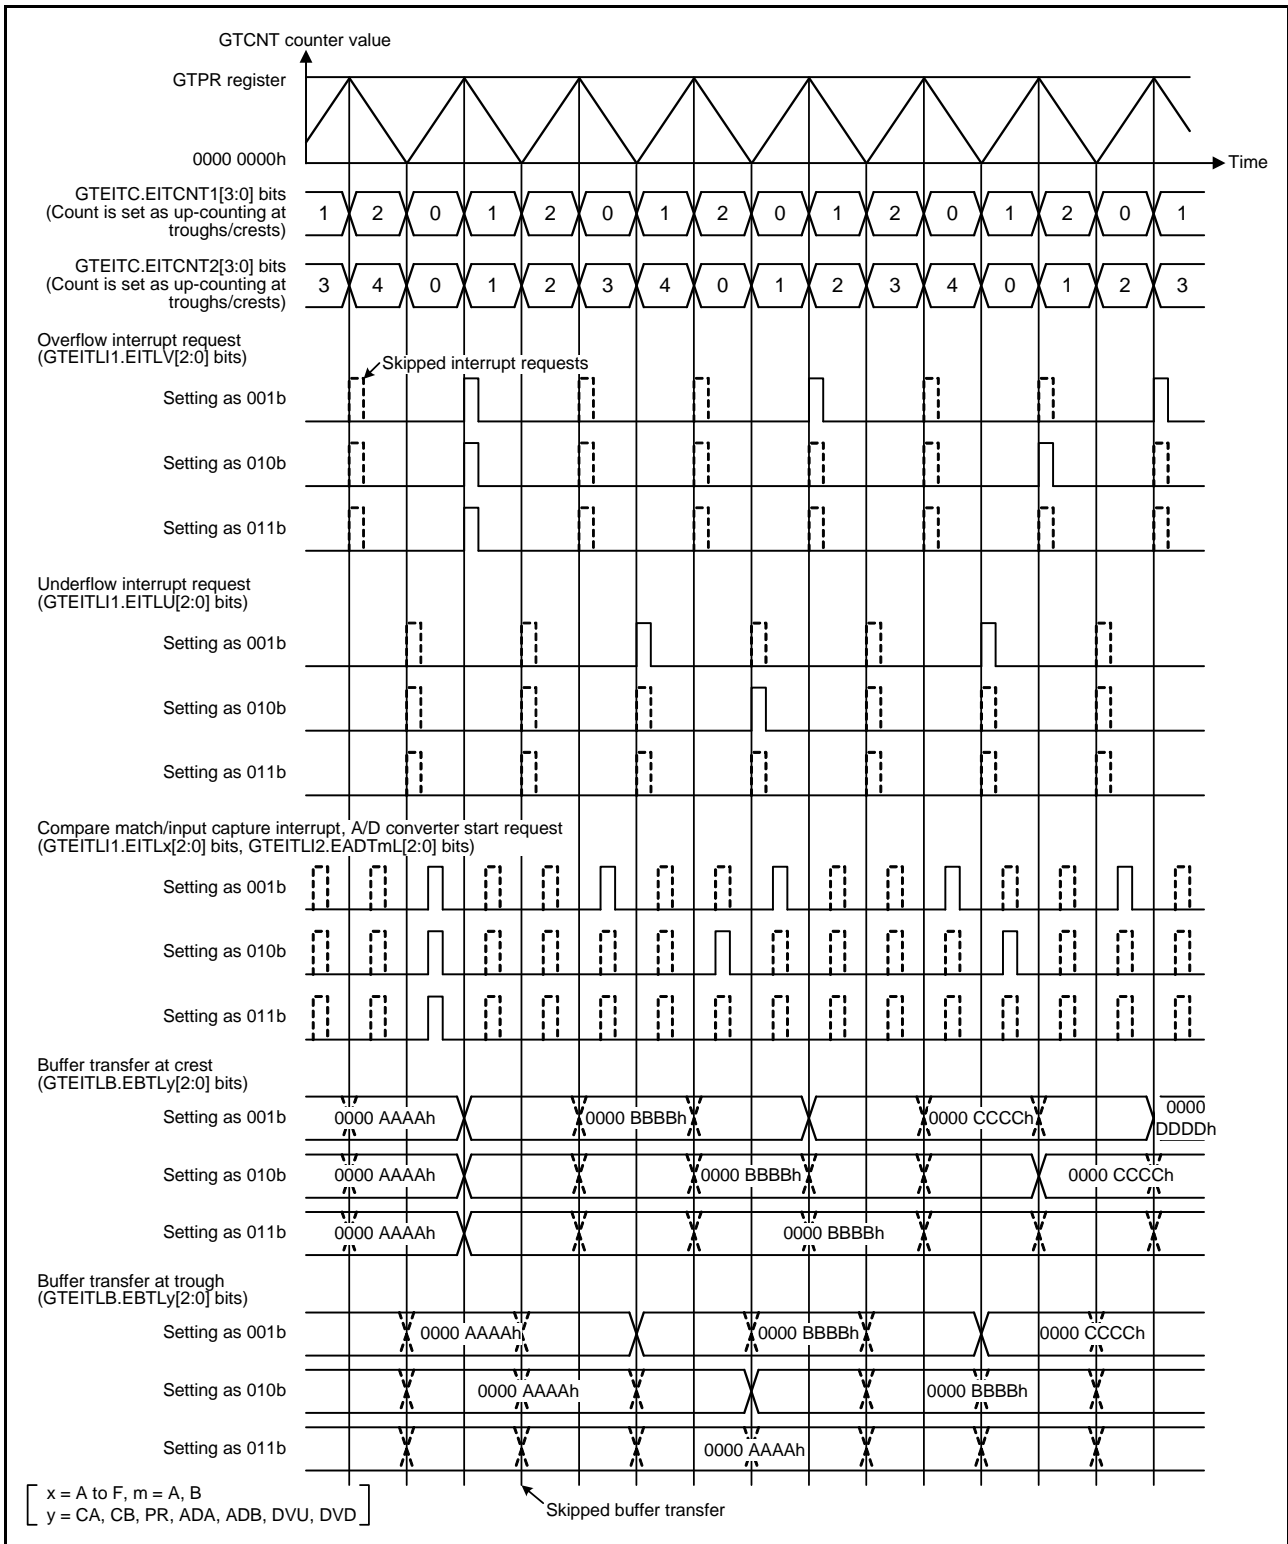 GTCNT counter value
GTPR register
0000 0000h
Time
GTEITC.EITCNT1[3:0] bits
(Count is set as up-counting at
troughs/crests)
1 2 0 1 2 0 1 2 0 1 2 0 1 2 0 1
GTEITC.EITCNT2[3:0] bits
(Count is set as up-counting at
troughs/crests)
3 4 0 1 2 3 4 0 1 2 3 4 0 1 2 3
Overflow interrupt request
(GTEITLI1.EITLV[2:0] bits)
Skipped interrupt requests
Setting as 001b
Setting as 010b
Setting as 011b
Underflow interrupt request
(GTEITLI1.EITLU[2:0] bits)
Setting as 001b
Setting as 010b
Setting as 011b
Compare match/input capture interrupt, A/D converter start request
(GTEITLI1.EITLx[2:0] bits, GTEITLI2.EADTmL[2:0] bits)
Setting as 001b
Setting as 010b
Setting as 011b
Buffer transfer at crest
(GTEITLB.EBTLy[2:0] bits)
Setting as 001b 0000 AAAAh 0000 BBBBh 0000 CCCCh 0000
DDDDh
Setting as 010b 0000 AAAAh 0000 BBBBh 0000 CCCCh
Setting as 011b 0000 AAAAh 0000 BBBBh
Buffer transfer at trough
(GTEITLB.EBTLy[2:0] bits)
Setting as 001b 0000 AAAAh 0000 BBBBh 0000 CCCCh
Setting as 010b 0000 AAAAh 0000 BBBBh
Setting as 011b 0000 AAAAh
x = A to F, m = A, B
y = CA, CB, PR, ADA, ADB, DVU, DVD
Skipped buffer transfer